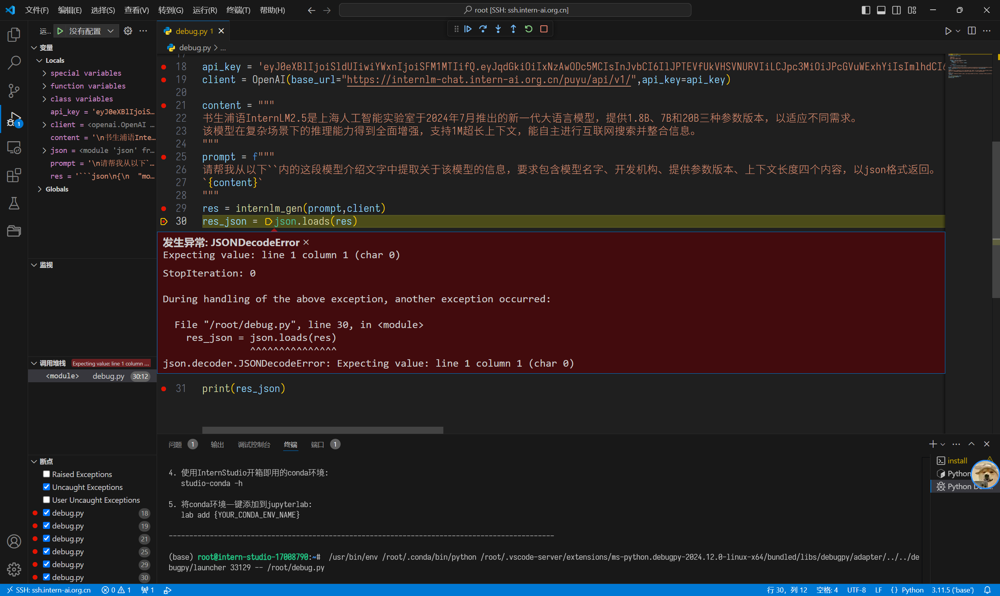 文件(F) 编辑(E) 选择(S) 查看(V) 转到(G) 运行(R) 终端(T) 帮助(H)
root [SSH: ssh.intern-ai.org.cn]
运... 没有配置
变量
Locals
special variables
function variables
class variables
api_key = 'eyJ0eXBlIjoiS...
client = <openai.OpenAI ...
content = '\n书生浦语Inte...
json = <module 'json' fr...
prompt = '\n请帮我从以下`...
res = '```json\n{\n  "mo...
Globals
监视
调用堆栈 Expecting value: line 1 column ...
<module> debug.py 30:12
断点
Raised Exceptions
Uncaught Exceptions
User Uncaught Exceptions
debug.py 18
debug.py 19
debug.py 21
debug.py 25
debug.py 29
debug.py 30
debug.py 1
debug.py > ...
17
18 api_key = 'eyJ0eXBlIjoiSldUIiwiYWxnIjoiSFM1MTIifQ.eyJqdGkiOiIxNzAwODc5MCIsInJvbCI6IlJPTEVfUkVHSVNURVIiLCJpc3MiOiJPcGVuWExhYiIsImlhdCI6
19 client = OpenAI(base_url="https://internlm-chat.intern-ai.org.cn/puyu/api/v1/",api_key=api_key)
20
21 content = """
22 书生浦语InternLM2.5是上海人工智能实验室于2024年7月推出的新一代大语言模型，提供1.8B、7B和20B三种参数版本，以适应不同需求。
23 该模型在复杂场景下的推理能力得到全面增强，支持1M超长上下文，能自主进行互联网搜索并整合信息。
24 """
25 prompt = f"""
26 请帮我从以下``内的这段模型介绍文字中提取关于该模型的信息，要求包含模型名字、开发机构、提供参数版本、上下文长度四个内容，以json格式返回。
27 `{content}`
28 """
29 res = internlm_gen(prompt,client)
30 res_json = json.loads(res)
发生异常: JSONDecodeError
Expecting value: line 1 column 1 (char 0)
StopIteration: 0
During handling of the above exception, another exception occurred:
File "/root/debug.py", line 30, in <module>
res_json = json.loads(res)
^^^^^^^^^^^^^^^
json.decoder.JSONDecodeError: Expecting value: line 1 column 1 (char 0)
31 print(res_json)
问题 1 输出 调试控制台 终端 端口 1
4. 使用InternStudio开箱即用的conda环境:
studio-conda -h
5. 将conda环境一键添加到jupyterlab:
lab add {YOUR_CONDA_ENV_NAME}
----------------------------------------------------------------------------------------------
(base) root@intern-studio-17008790:~# /usr/bin/env /root/.conda/bin/python /root/.vscode-server/extensions/ms-python.debugpy-2024.12.0-linux-x64/bundled/libs/debugpy/adapter/../../de
bugpy/launcher 33129 -- /root/debug.py
install
Python
Python
SSH: ssh.intern-ai.org.cn 0 1 1 行 30，列 12 空格: 4 UTF-8 LF {} Python 3.11.5 ('base')